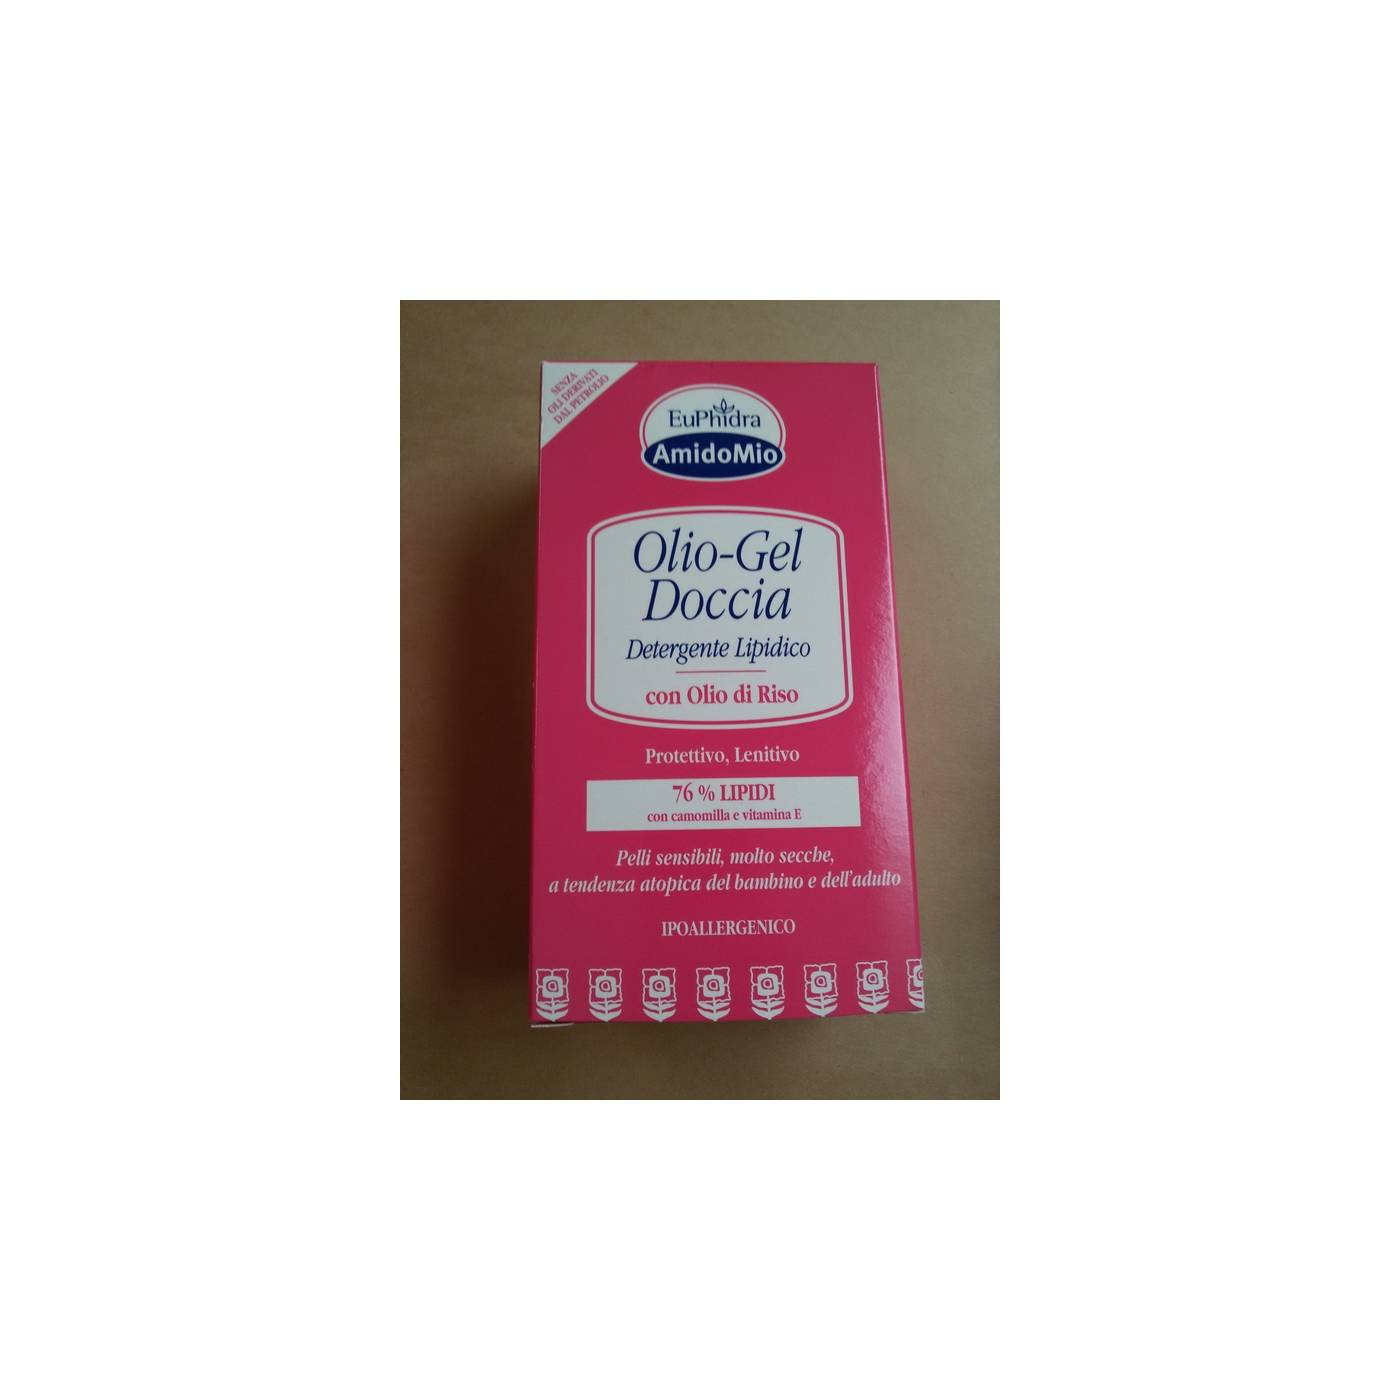 SENZA
OLÎ DERIVATI
DAL PETROLIO
EuPhidra
AmidoMio
Olio-Gel
Doccia
Detergente Lipidico
con Olio di Riso
Protettivo, Lenitivo
76 % LIPIDI
con camomilla e vitamina E
Pelli sensibili, molto secche,
a tendenza atopica del bambino e dell'adulto
IPOALLERGENICO